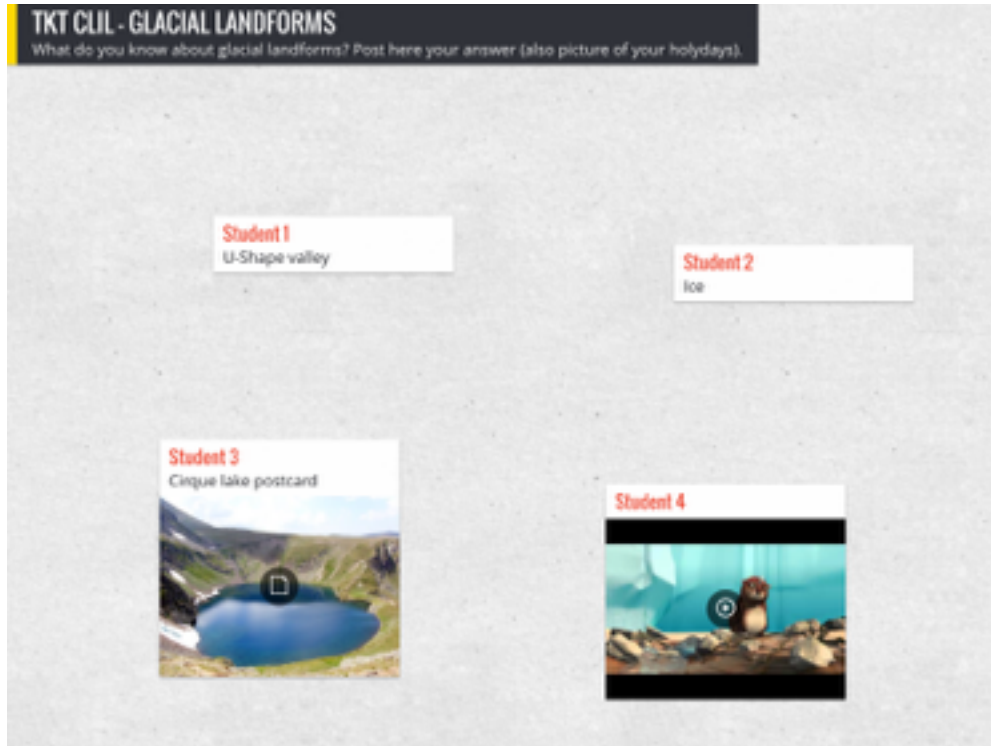 TKT CLIL - GLACIAL LANDFORMS
What do you know about glacial landforms? Post here your answer (also picture of your holydays).
Student 1
U-Shape valley
Student 2
Ice
Student 3
Cirque lake postcard
Student 4